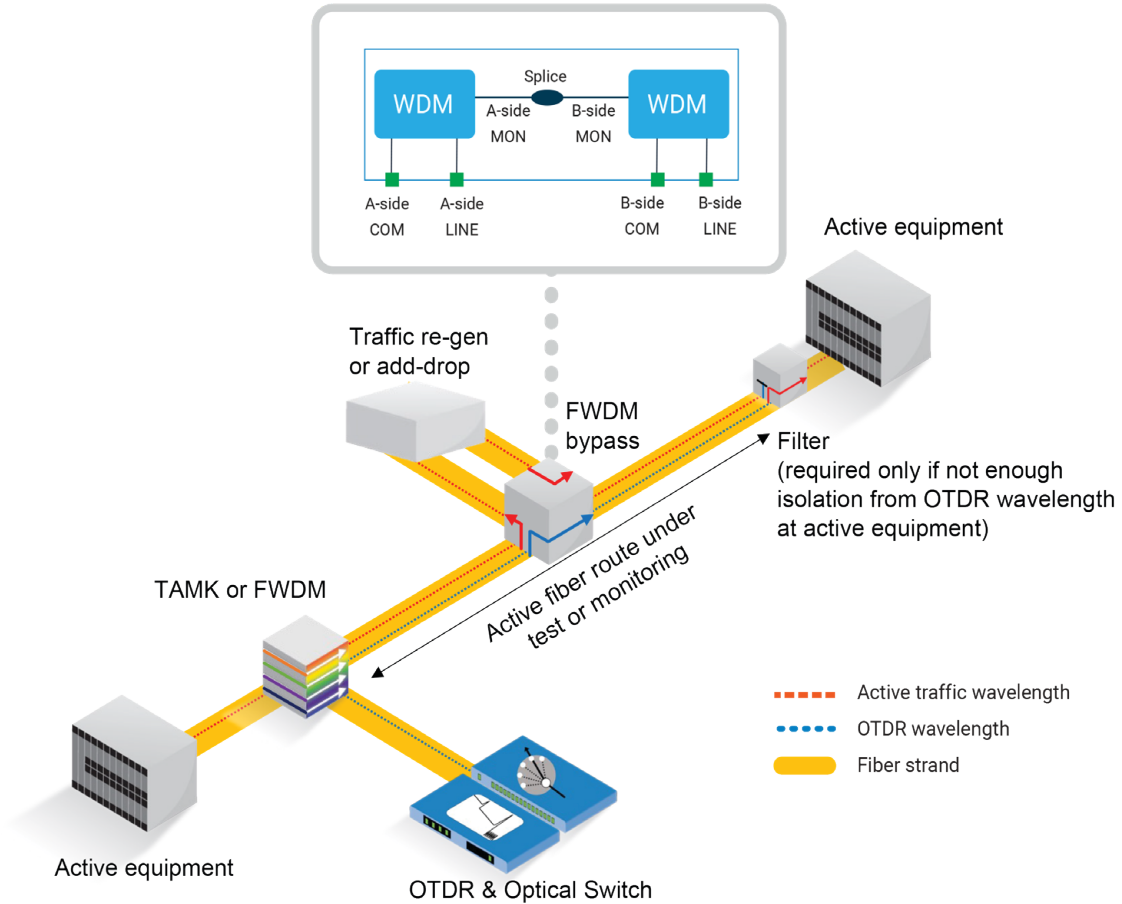 Splice
WDM
WDM
A-side
MON
B-side
MON
A-side
COM
A-side
LINE
B-side
COM
B-side
LINE
Active equipment
Traffic re-gen
or add-drop
FWDM
bypass
Filter
(required only if not enough
isolation from OTDR wavelength
at active equipment)
Active fiber route under
test or monitoring
TAMK or FWDM
Active traffic wavelength
OTDR wavelength
Fiber strand
Active equipment
OTDR & Optical Switch